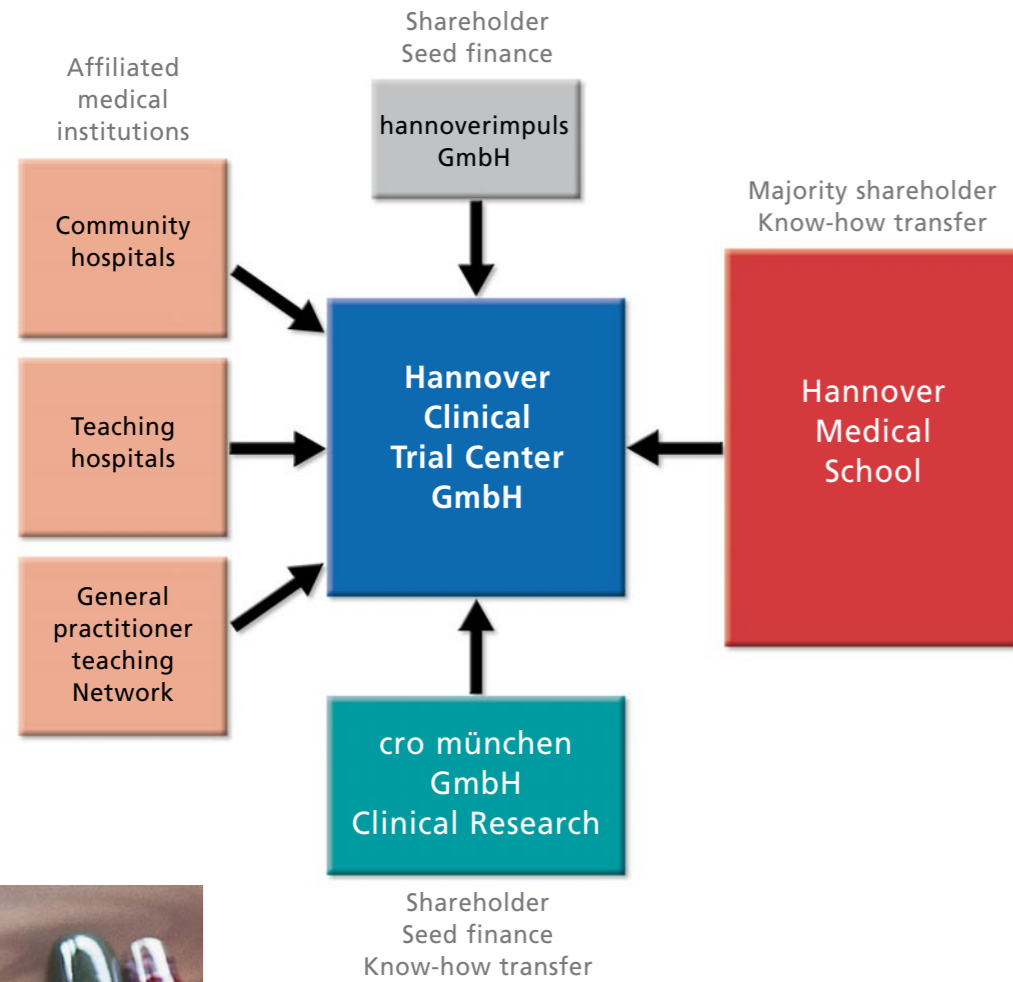 Affiliated
medical
institutions
Community
hospitals
Teaching
hospitals
General
practitioner
teaching
Network
Shareholder
Seed finance
hannoverimpuls
GmbH
Hannover
Clinical
Trial Center
GmbH
cro münchen
GmbH
Clinical Research
Shareholder
Seed finance
Know-how transfer
Majority shareholder
Know-how transfer
Hannover
Medical
School